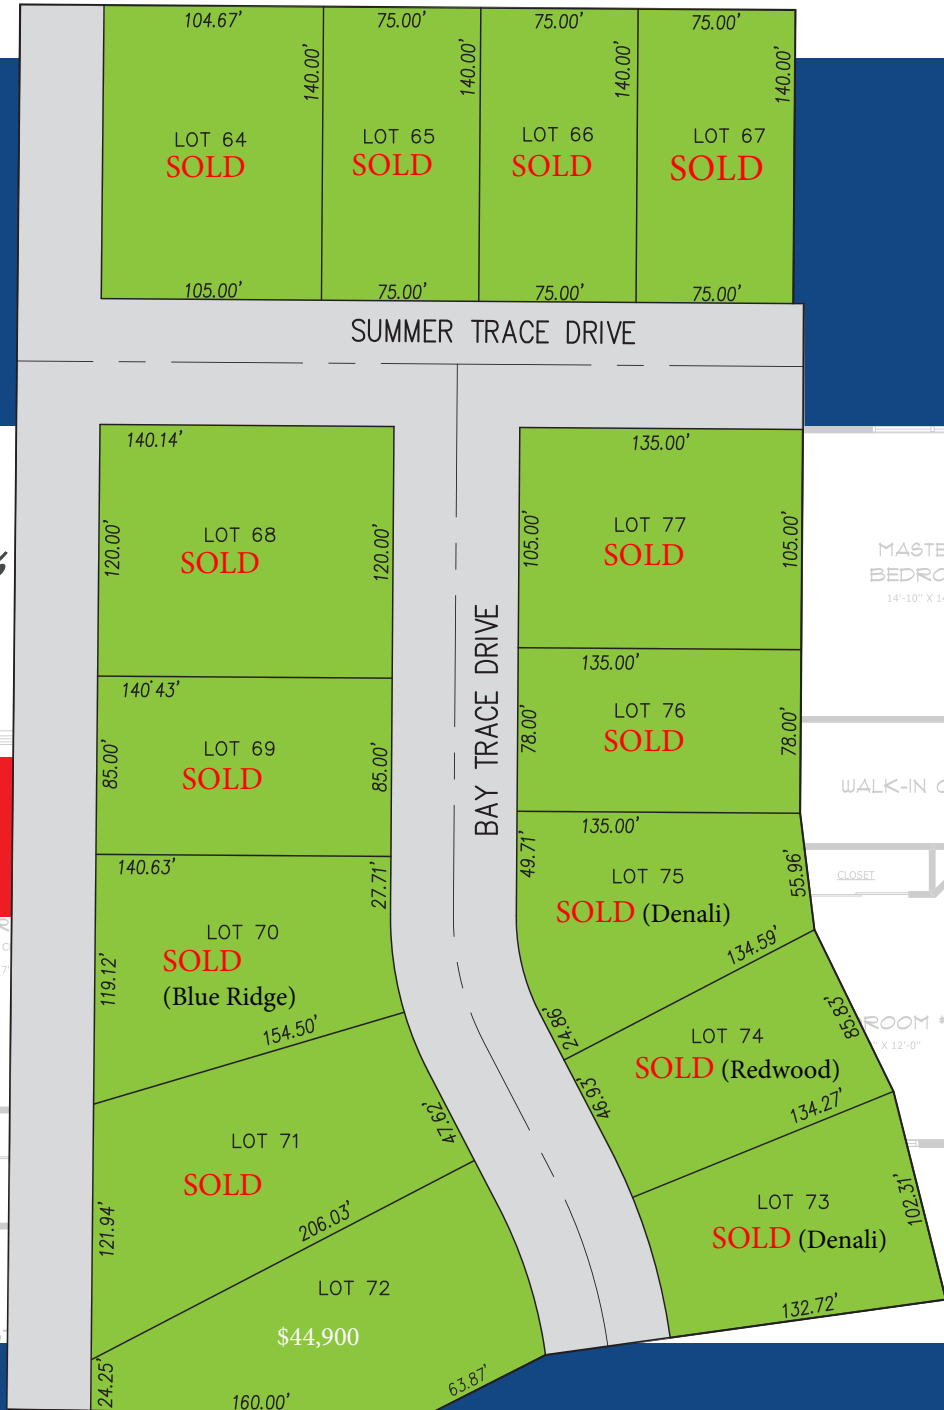 104.67'
75.00'
75.00'
75.00'
140.00'
140.00'
140.00'
140.00'
LOT 64
SOLD
LOT 65
SOLD
LOT 66
SOLD
LOT 67
SOLD
105.00'
75.00'
75.00'
75.00'
SUMMER TRACE DRIVE
140.14'
120.00'
LOT 68
SOLD
120.00'
135.00'
105.00'
LOT 77
SOLD
105.00'
BAY TRACE DRIVE
140.43'
85.00'
LOT 69
SOLD
85.00'
135.00'
78.00'
LOT 76
SOLD
78.00'
140.63'
27.71'
LOT 70
SOLD
(Blue Ridge)
119.12'
154.50'
135.00'
49.71'
LOT 75
SOLD (Denali)
55.96'
134.59'
24.86'
LOT 74
SOLD (Redwood)
85.83'
46.93'
134.27'
47.62'
LOT 71
SOLD
121.94'
206.03'
LOT 73
SOLD (Denali)
102.31'
132.72'
LOT 72
$44,900
24.25'
160.00'
63.87'
BEDRO
14'-10" X 14
WALK-IN
CLOSET
ROOM
X 12'-0"